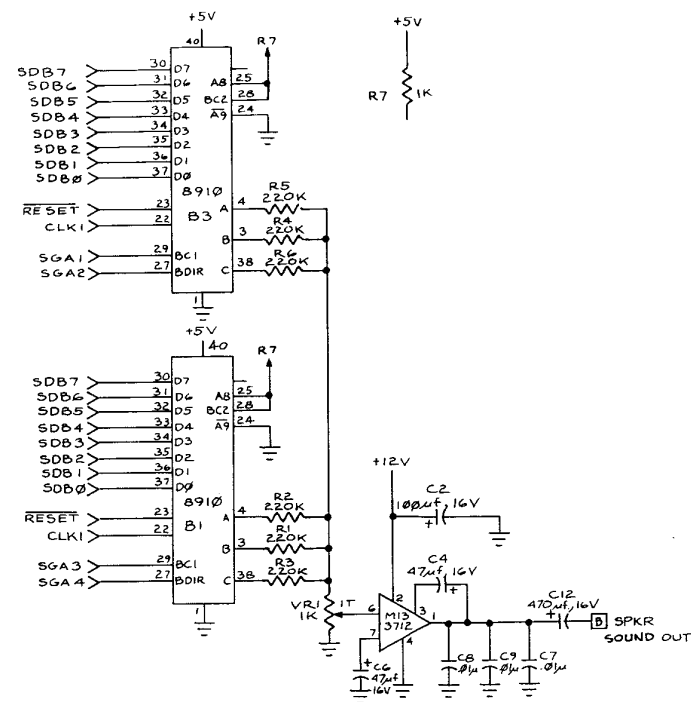 +5V
+5V
R7
1K
40
R7
SDB7 30 D7
SDB6 31 D6 A8 25
SDB5 32 D5 BC2 28
SDB4 33 D4 A9 24
SDB3 34 D3
SDB2 35 D2
SDB1 36 D1
SDBØ 37 DØ
891Ø
B3
RESET 23
CLK1 22
A 4 R5 220K
B 3 R4 220K
C 38 R6 220K
SGA1 29 BC1
SGA2 27 BDIR
1
+5V
40
R7
SDB7 30 D7
SDB6 31 D6 A8 25
SDB5 32 D5 BC2 28
SDB4 33 D4 A9 24
SDB3 34 D3
SDB2 35 D2
SDB1 36 D1
SDBØ 37 DØ
891Ø
B1
RESET 23
CLK1 22
A 4 R2 220K
B 3 R1 220K
C 38 R3 220K
SGA3 29 BC1
SGA4 27 BDIR
1
+12V
C2
1ØØµf, 16V
+
C4
47µf, 16V
+
VR1 1T
1K
6
7
2
3
M13
3712
1
4
+
C6
47µf
16V
C8
.Ø1µ
C9
.Ø1µ
C7
.Ø1µ
C12
47Øµf, 16V
+
B SPKR
SOUND OUT